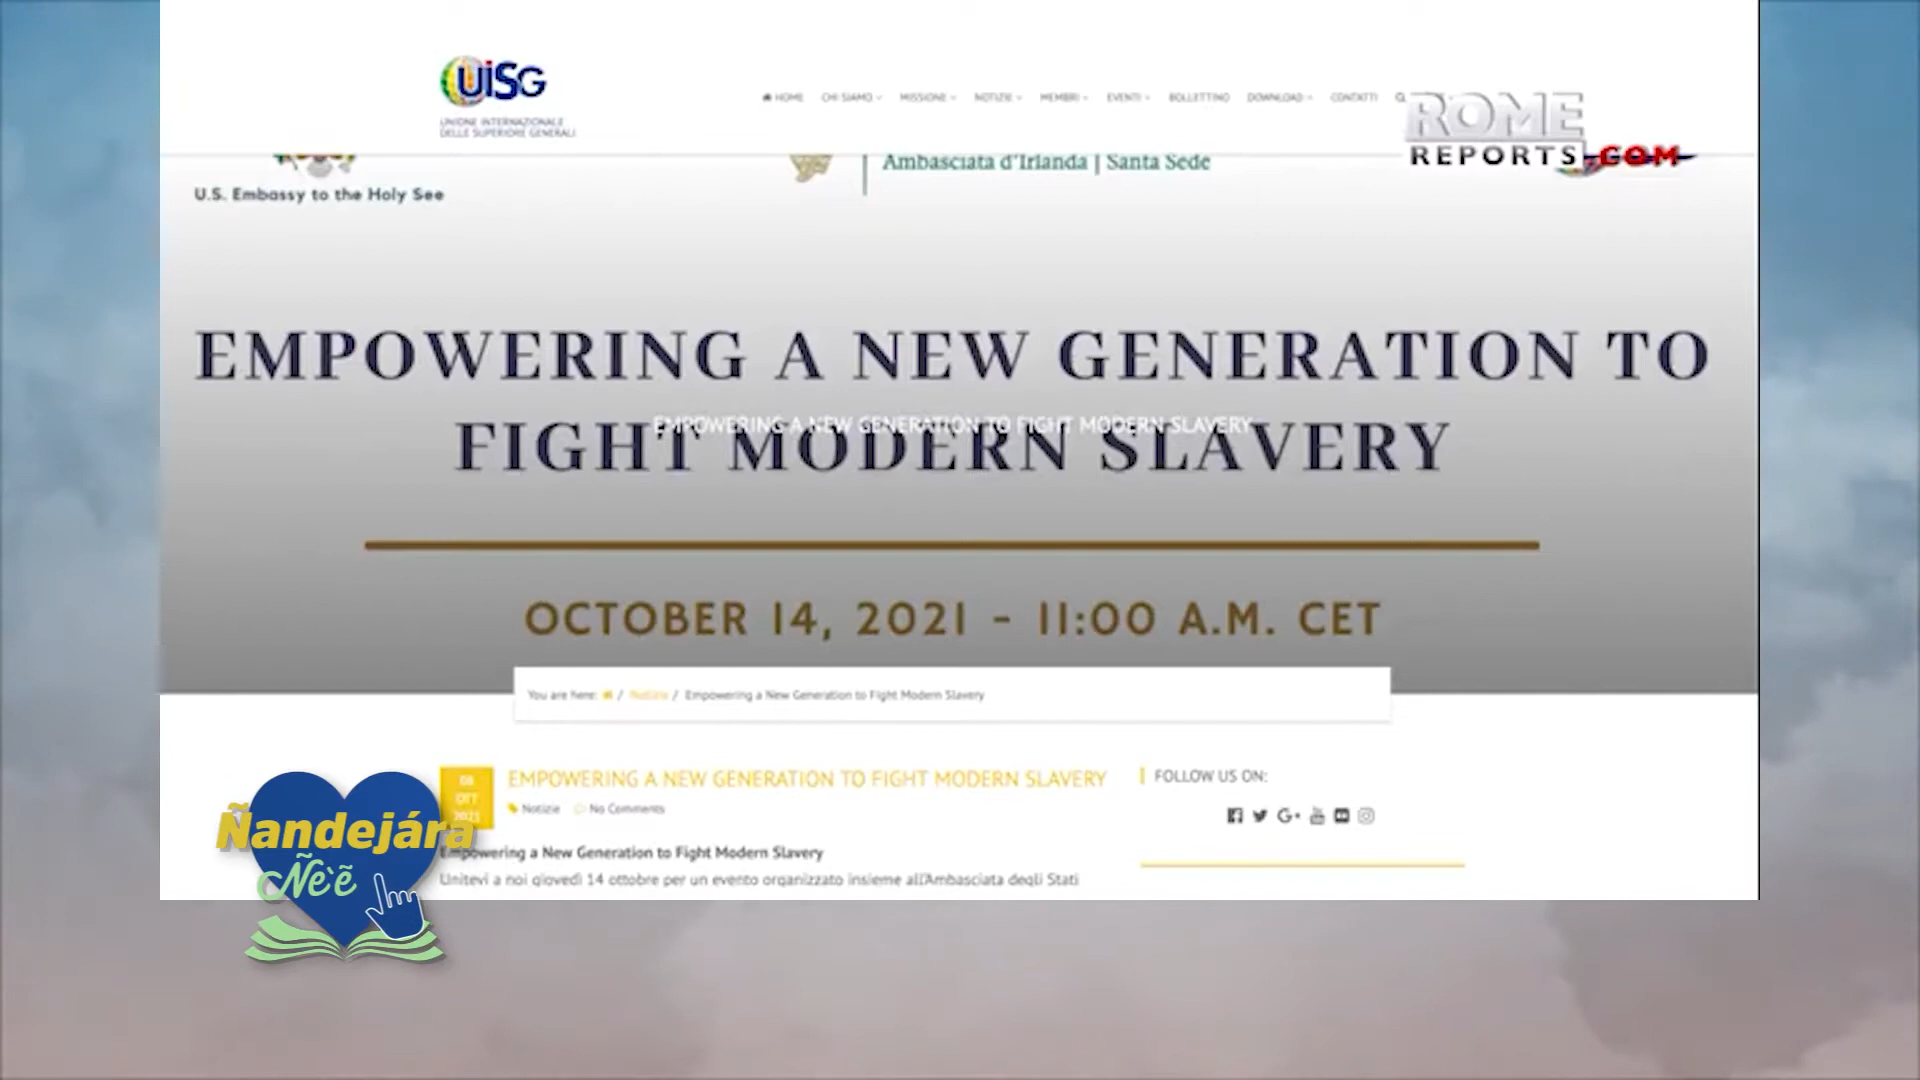 UiSG
UNIONE INTERNAZIONALE
DELLE SUPERIORE GENERALI
HOME CHI SIAMO MISSIONE NOTIZIE MEMBRI EVENTI BOLLETTINO DOWNLOAD CONTATTI
ROME
REPORTS.COM
U.S. Embassy to the Holy See
Ambasciata d'Irlanda | Santa Sede
EMPOWERING A NEW GENERATION TO
FIGHT MODERN SLAVERY
EMPOWERING A NEW GENERATION TO FIGHT MODERN SLAVERY
OCTOBER 14, 2021 - 11:00 A.M. CET
You are here: / Notizie / Empowering a New Generation to Fight Modern Slavery
08
OTT
2021
EMPOWERING A NEW GENERATION TO FIGHT MODERN SLAVERY
Notizie No Comments
Empowering a New Generation to Fight Modern Slavery
Unitevi a noi giovedì 14 ottobre per un evento organizzato insieme all'Ambasciata degli Stati
FOLLOW US ON:
Ñandejára
Ñe'ẽ